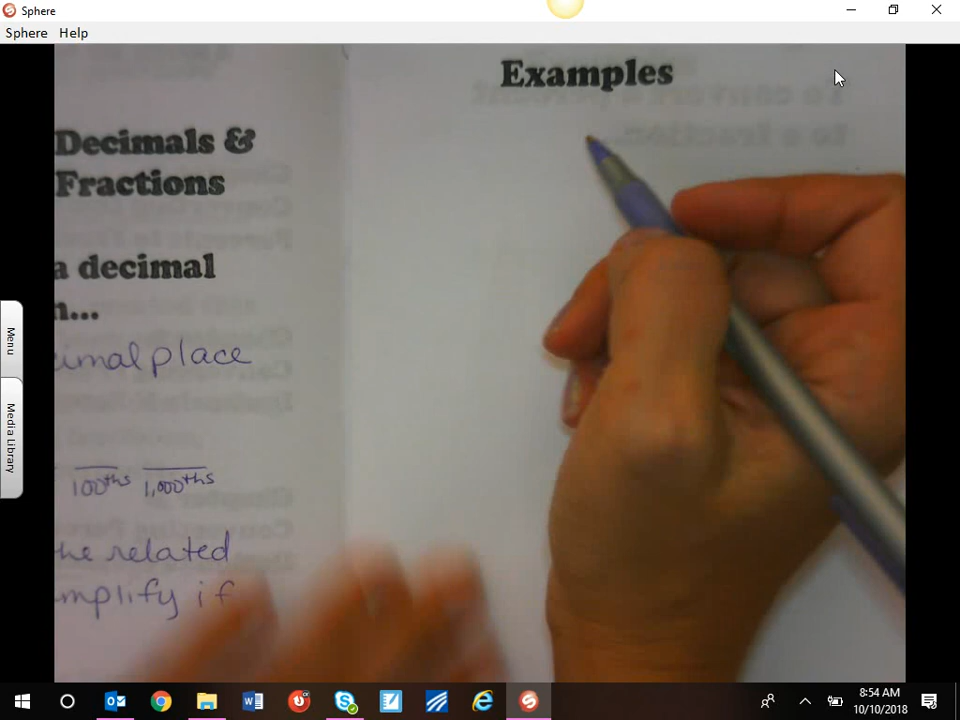 Sphere
Sphere Help
Examples
Decimals &
Fractions
a decimal
n...
cimal place
100ths 1,000ths
he related
mplify if
Menu
Media Library
8:54 AM
10/10/2018